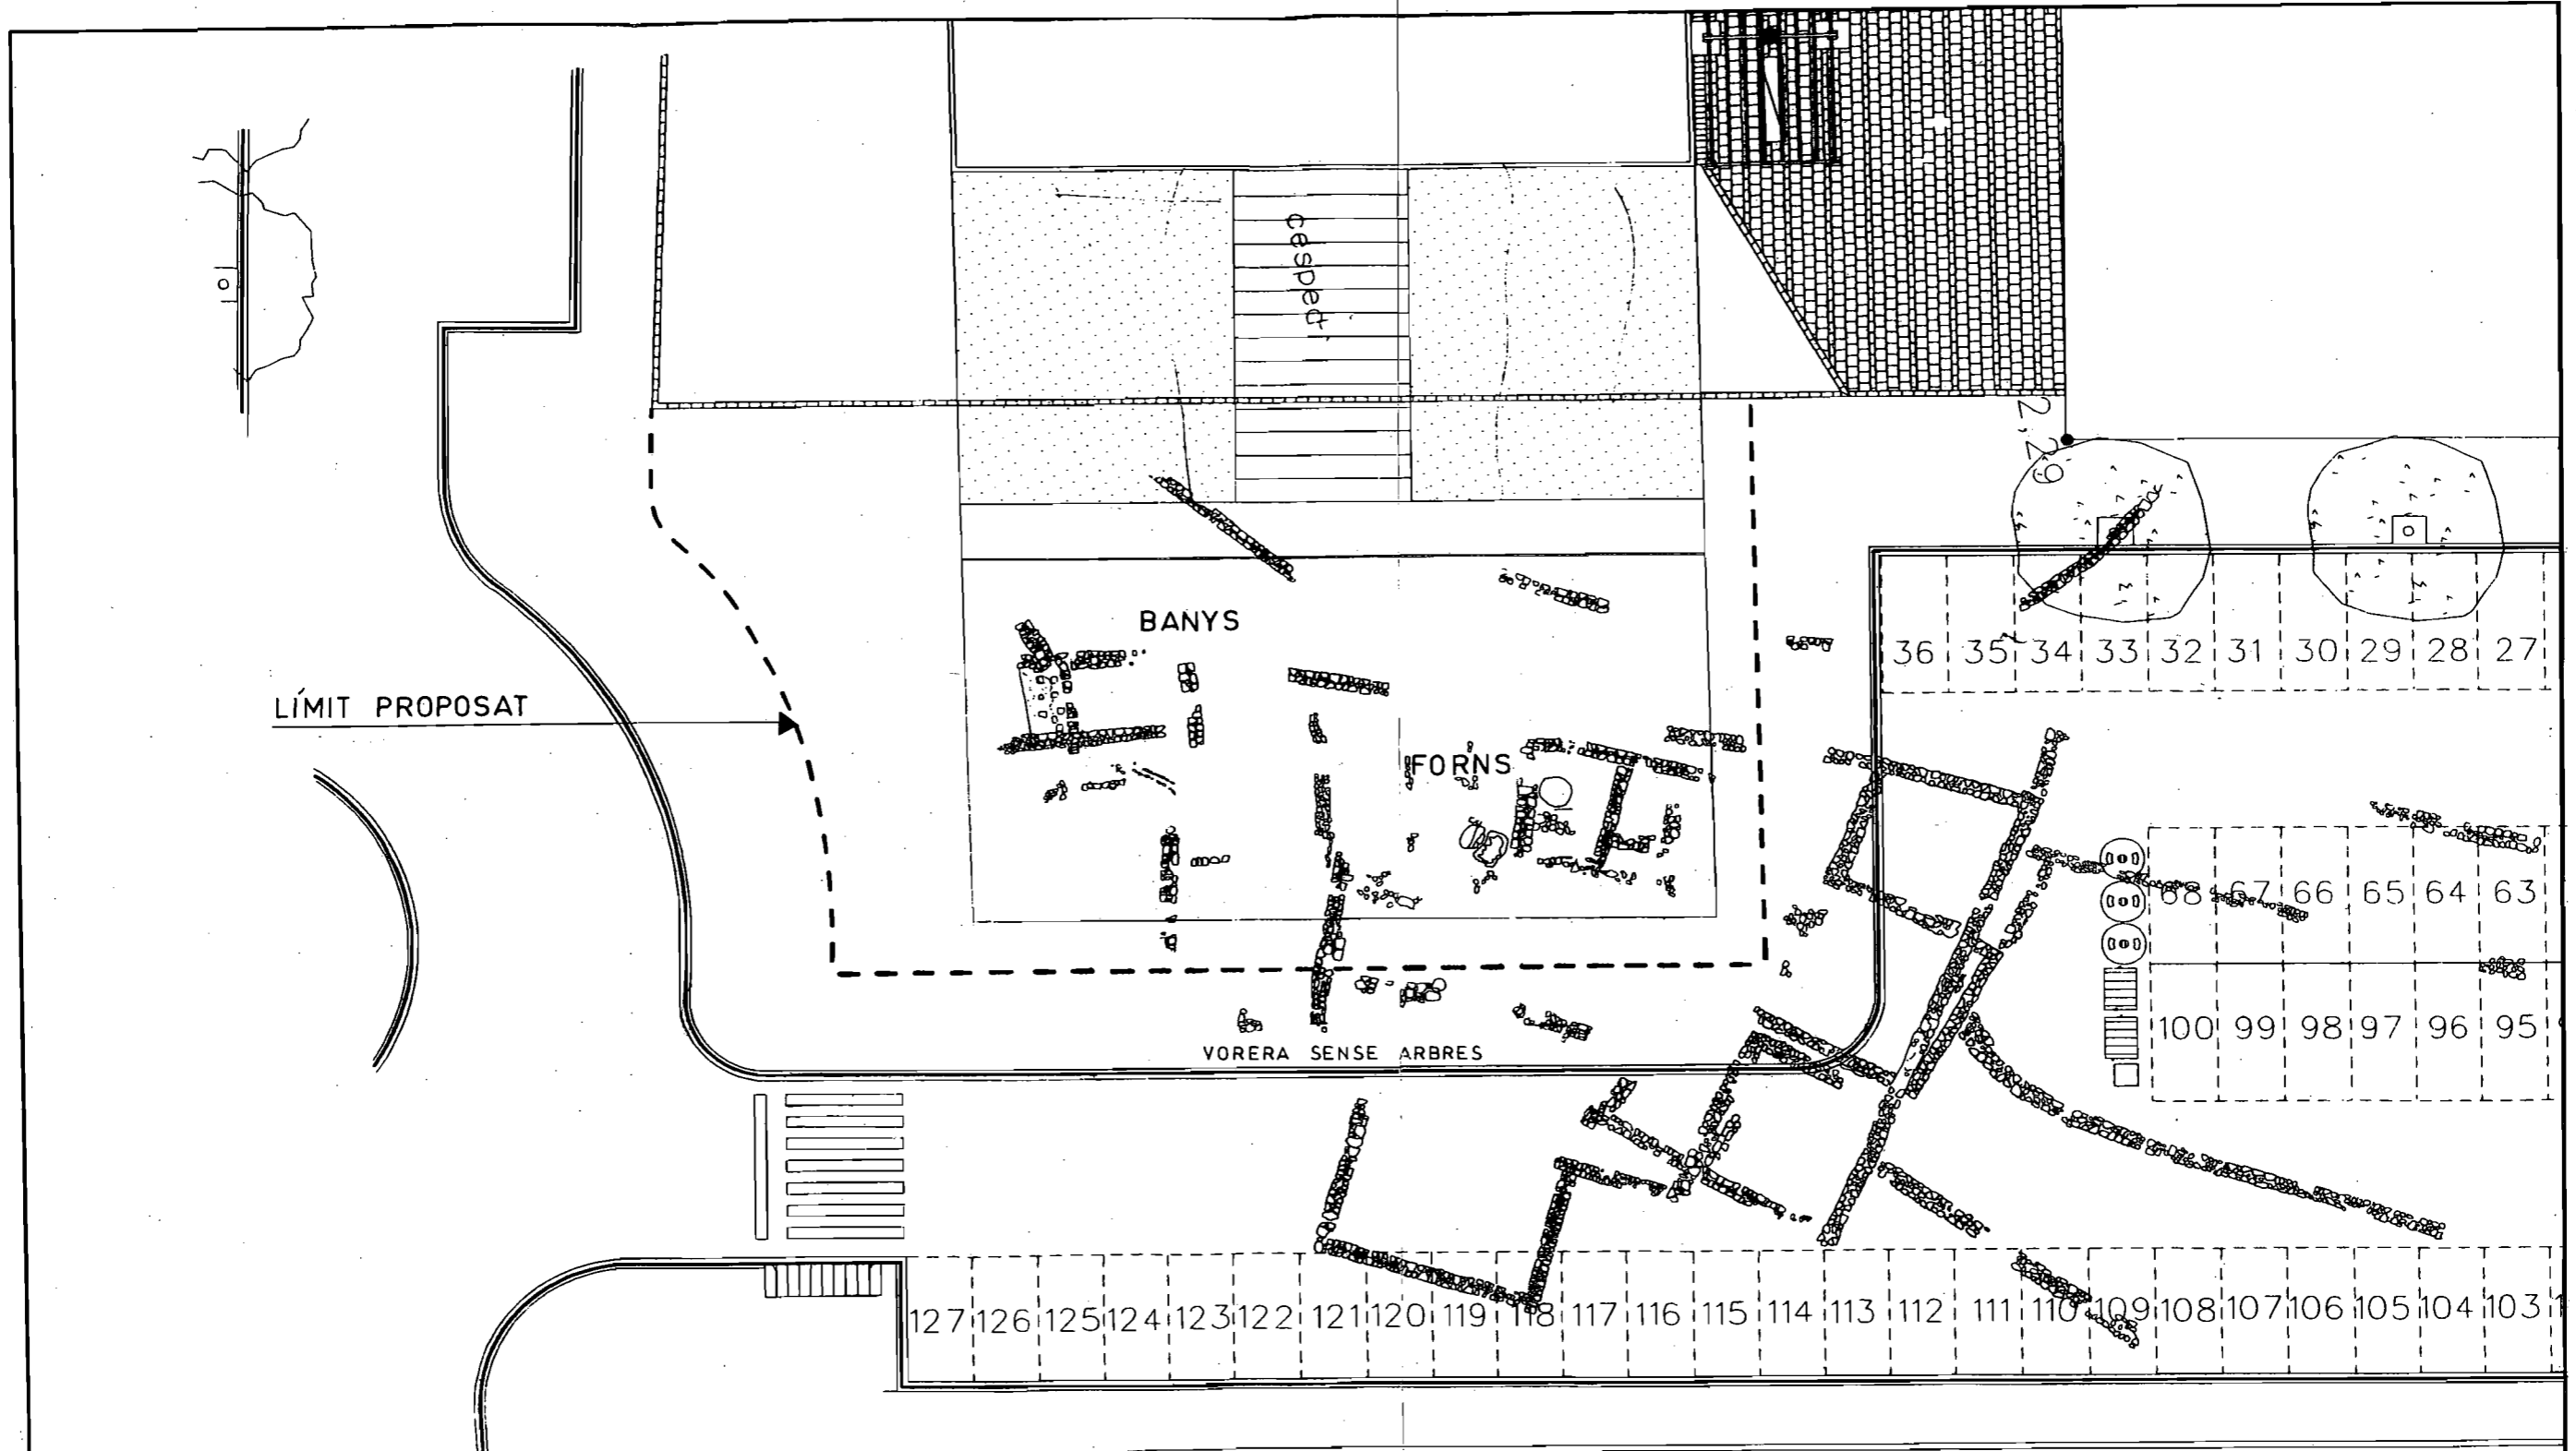 cesped
2,29
BANYS
LÍMIT PROPOSAT
FORNS
36 35 34 33 32 31 30 29 28 27
68 67 66 65 64 63
100 99 98 97 96 95
VORERA SENSE ARBRES
127 126 125 124 123 122 121 120 119 118 117 116 115 114 113 112 111 110 109 108 107 106 105 104 103